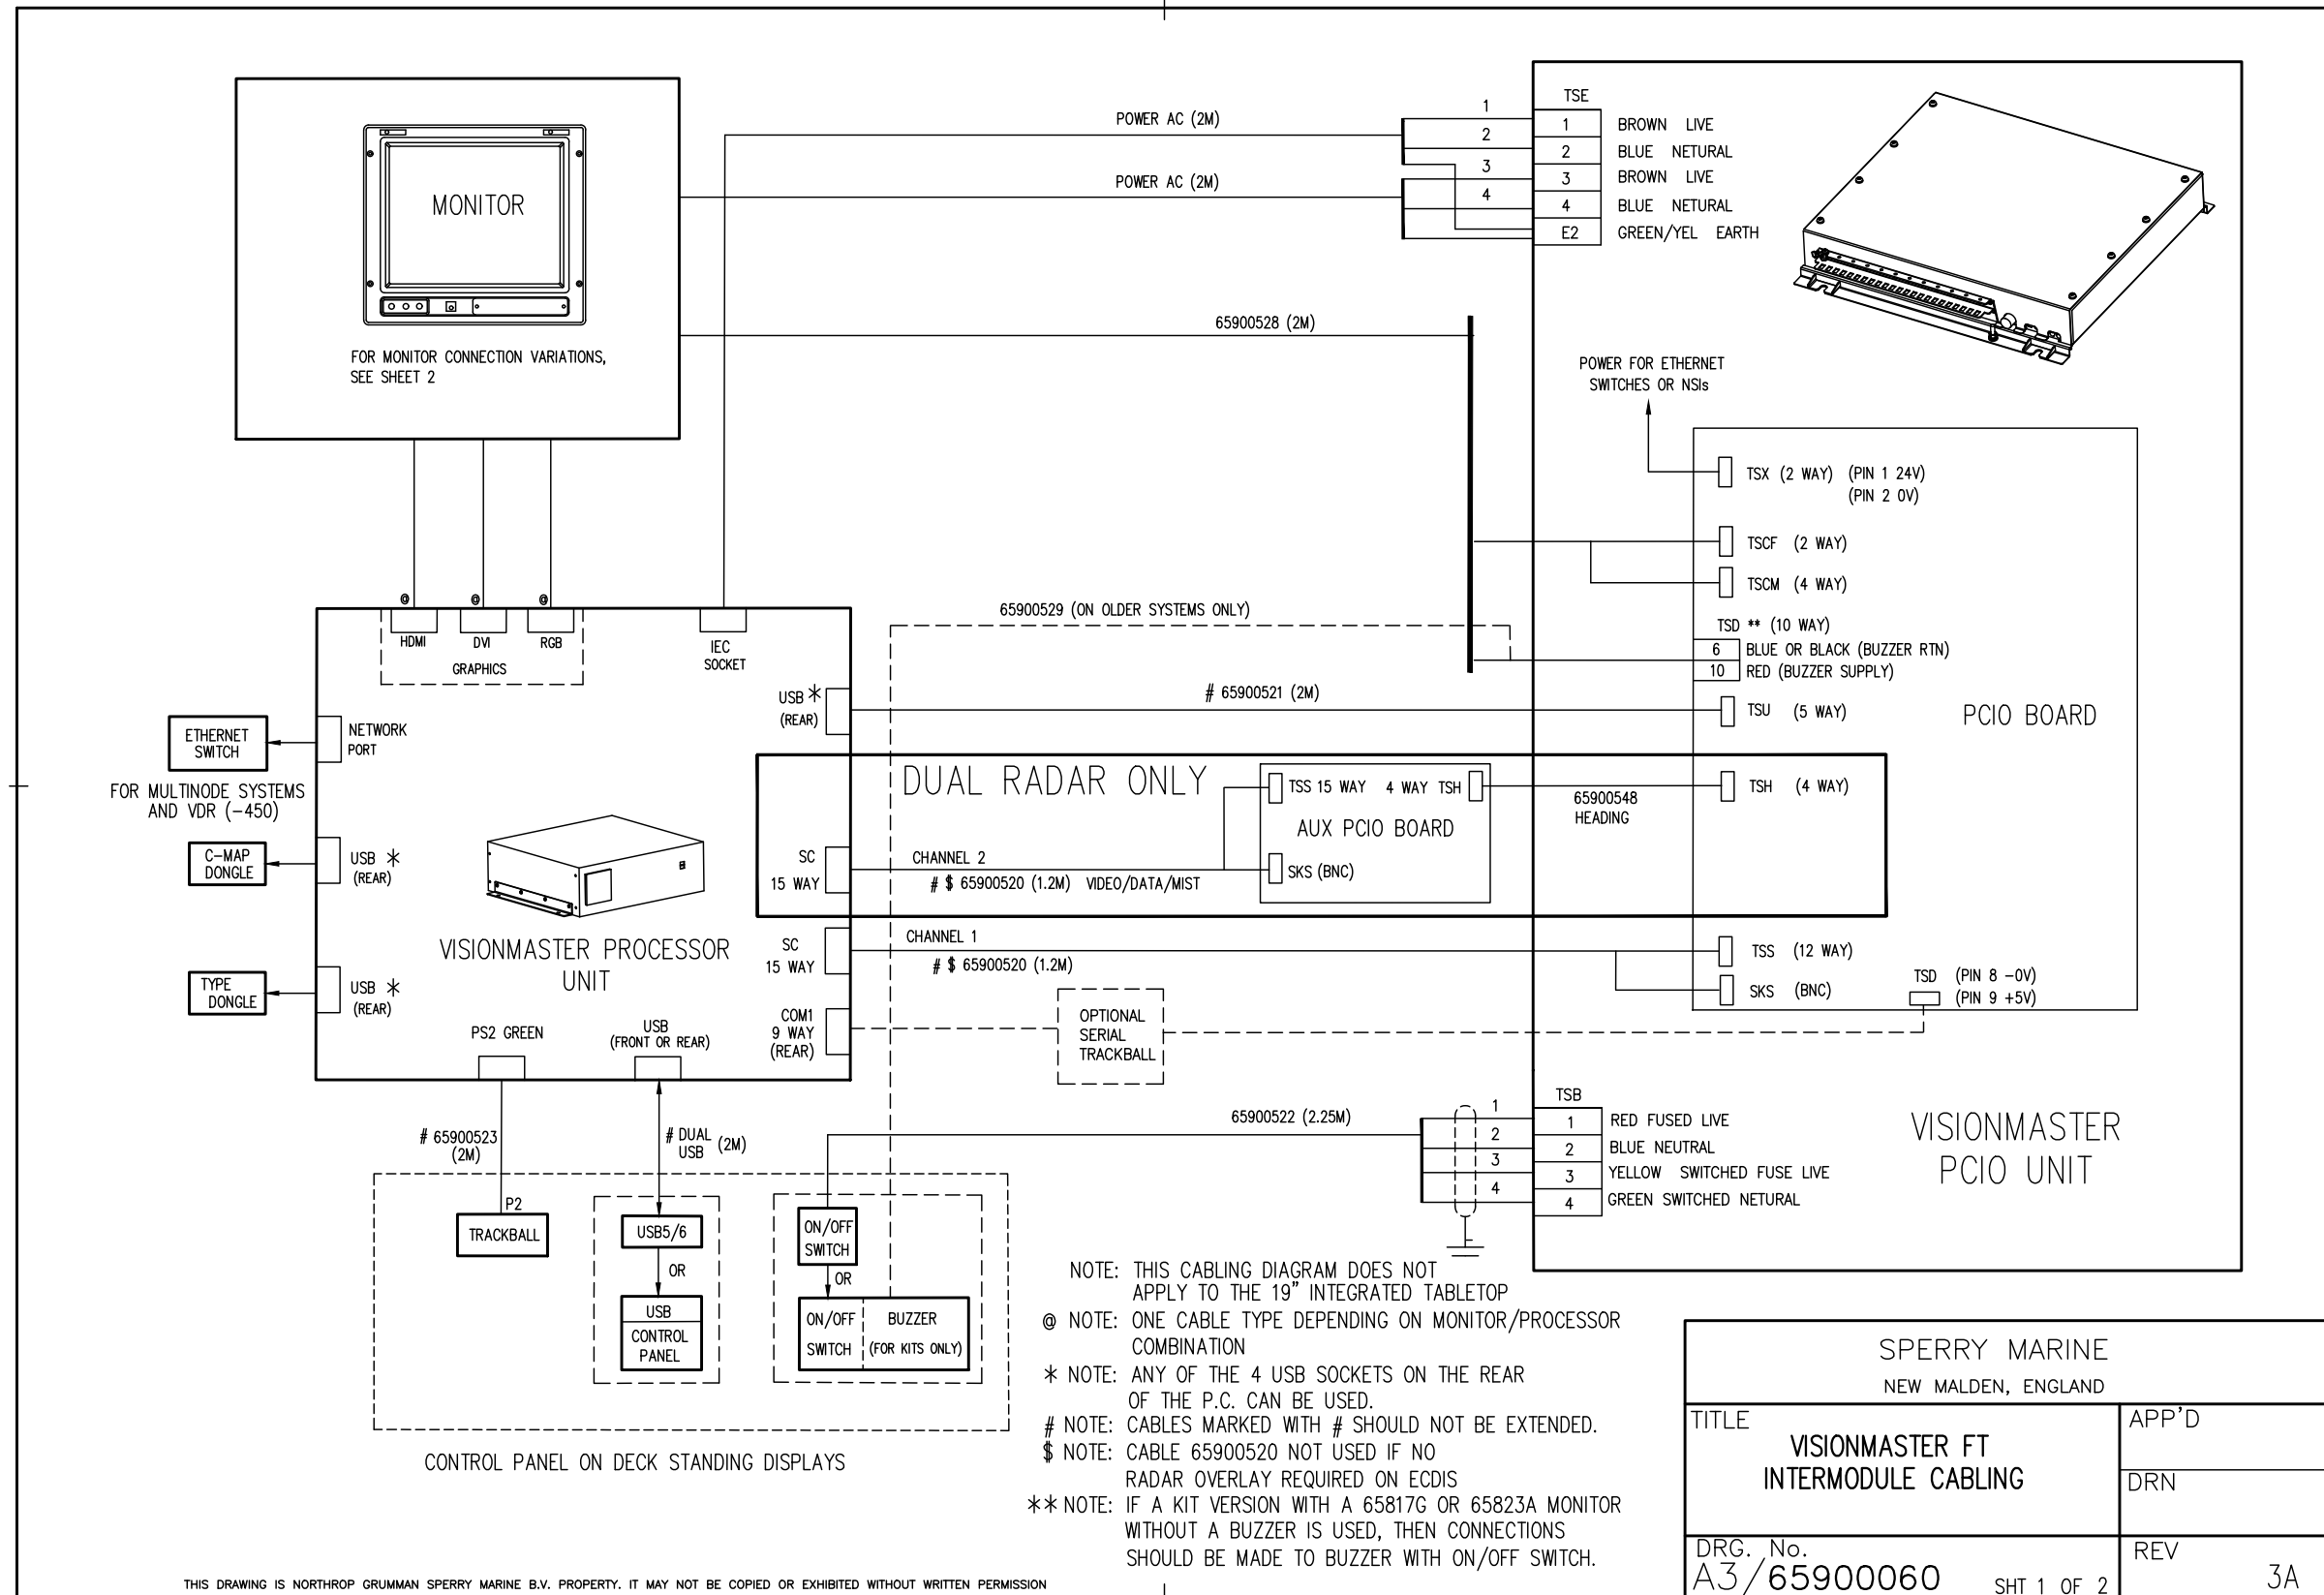 MONITOR
FOR MONITOR CONNECTION VARIATIONS,
SEE SHEET 2
POWER AC (2M)
POWER AC (2M)
65900528 (2M)
1
2
3
4
TSE
1 BROWN LIVE
2 BLUE NETURAL
3 BROWN LIVE
4 BLUE NETURAL
E2 GREEN/YEL EARTH
POWER FOR ETHERNET
SWITCHES OR NSIs
TSX (2 WAY) (PIN 1 24V)
(PIN 2 0V)
TSCF (2 WAY)
TSCM (4 WAY)
TSD ** (10 WAY)
6 BLUE OR BLACK (BUZZER RTN)
10 RED (BUZZER SUPPLY)
TSU (5 WAY)
PCIO BOARD
TSH (4 WAY)
TSS (12 WAY)
SKS (BNC)
TSD (PIN 8 -0V)
(PIN 9 +5V)
65900529 (ON OLDER SYSTEMS ONLY)
# 65900521 (2M)
@ @ @
HDMI DVI RGB
GRAPHICS
IEC
SOCKET
USB *
(REAR)
ETHERNET
SWITCH
NETWORK
PORT
FOR MULTINODE SYSTEMS
AND VDR (-450)
C-MAP
DONGLE
USB *
(REAR)
TYPE
DONGLE
USB *
(REAR)
VISIONMASTER PROCESSOR
UNIT
DUAL RADAR ONLY
TSS 15 WAY 4 WAY TSH
AUX PCIO BOARD
SKS (BNC)
65900548
HEADING
SC
15 WAY
CHANNEL 2
# $ 65900520 (1.2M) VIDEO/DATA/MIST
SC
15 WAY
CHANNEL 1
# $ 65900520 (1.2M)
COM1
9 WAY
(REAR)
OPTIONAL
SERIAL
TRACKBALL
PS2 GREEN
USB
(FRONT OR REAR)
# 65900523
(2M)
# DUAL
USB (2M)
65900522 (2.25M)
1
2
3
4
TSB
1 RED FUSED LIVE
2 BLUE NEUTRAL
3 YELLOW SWITCHED FUSE LIVE
4 GREEN SWITCHED NETURAL
VISIONMASTER
PCIO UNIT
P2
TRACKBALL
USB5/6
OR
USB
CONTROL
PANEL
ON/OFF
SWITCH
OR
ON/OFF
SWITCH
BUZZER
(FOR KITS ONLY)
CONTROL PANEL ON DECK STANDING DISPLAYS
NOTE: THIS CABLING DIAGRAM DOES NOT
APPLY TO THE 19" INTEGRATED TABLETOP
@ NOTE: ONE CABLE TYPE DEPENDING ON MONITOR/PROCESSOR
COMBINATION
* NOTE: ANY OF THE 4 USB SOCKETS ON THE REAR
OF THE P.C. CAN BE USED.
# NOTE: CABLES MARKED WITH # SHOULD NOT BE EXTENDED.
$ NOTE: CABLE 65900520 NOT USED IF NO
RADAR OVERLAY REQUIRED ON ECDIS
** NOTE: IF A KIT VERSION WITH A 65817G OR 65823A MONITOR
WITHOUT A BUZZER IS USED, THEN CONNECTIONS
SHOULD BE MADE TO BUZZER WITH ON/OFF SWITCH.
SPERRY MARINE
NEW MALDEN, ENGLAND
TITLE
VISIONMASTER FT
INTERMODULE CABLING
APP'D
DRN
DRG. No.
A3/65900060 SHT 1 OF 2
REV
3A
THIS DRAWING IS NORTHROP GRUMMAN SPERRY MARINE B.V. PROPERTY. IT MAY NOT BE COPIED OR EXHIBITED WITHOUT WRITTEN PERMISSION